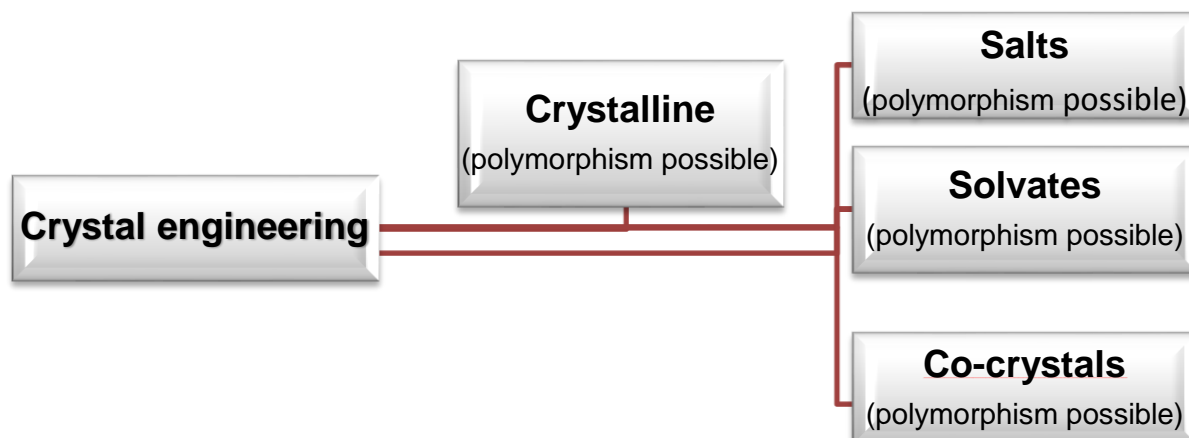 Crystal engineering
Crystalline
(polymorphism possible)
Salts
(polymorphism possible)
Solvates
(polymorphism possible)
Co-crystals
(polymorphism possible)